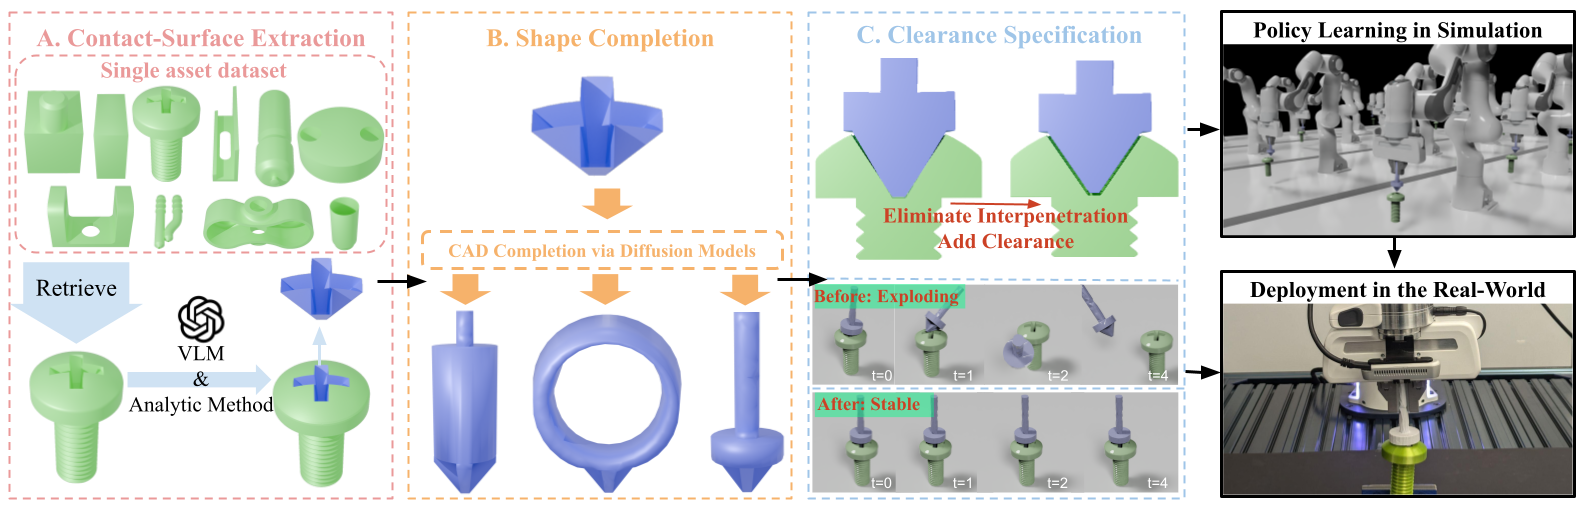 A. Contact-Surface Extraction
Single asset dataset
Retrieve
VLM
&
Analytic Method
B. Shape Completion
CAD Completion via Diffusion Models
C. Clearance Specification
Eliminate Interpenetration
Add Clearance
Before: Exploding
t=0
t=1
t=2
t=4
After: Stable
t=0
t=1
t=2
t=4
Policy Learning in Simulation
Deployment in the Real-World